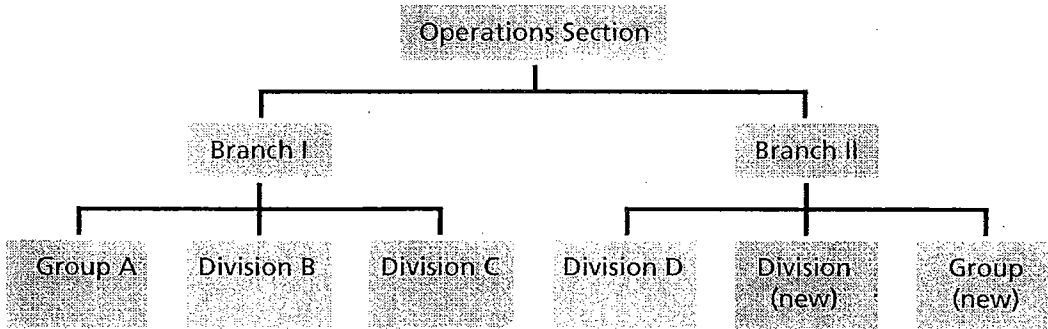 Operations Section
Branch I
Branch II
Group A
Division B
Division C
Division D
Division
(new)
Group
(new)